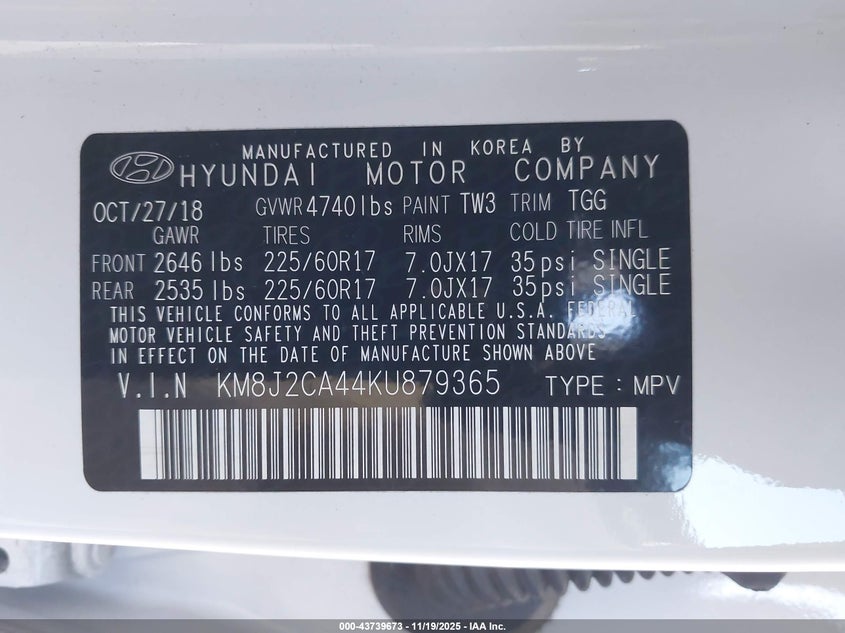 MANUFACTURED IN KOREA BY
HYUNDAI MOTOR COMPANY
OCT/27/18 GVWR 4740lbs PAINT TW3 TRIM TGG
GAWR TIRES RIMS COLD TIRE INFL
FRONT 2646 lbs 225/60R17 7.0JX17 35psi SINGLE
REAR 2535 lbs 225/60R17 7.0JX17 35psi SINGLE
THIS VEHICLE CONFORMS TO ALL APPLICABLE U.S.A. FEDERAL
MOTOR VEHICLE SAFETY AND THEFT PREVENTION STANDARDS
IN EFFECT ON THE DATE OF MANUFACTURE SHOWN ABOVE
V.I.N KM8J2CA44KU879365 TYPE : MPV
000-43739673 — 11/19/2025 — IAA Inc.